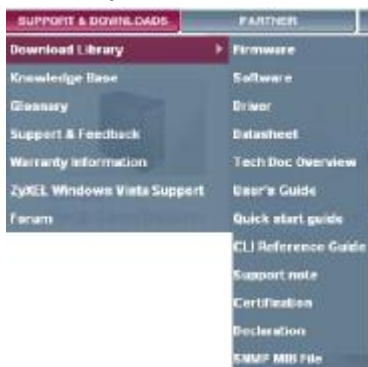 SUPPORT & DOWNLOADS
PARTNER
Download Library
Knowledge Base
Glossary
Support & Feedback
Warranty Information
ZyXEL Windows Vista Support
Forum
Firmware
Software
Driver
Datasheet
Tech Doc Overview
User's Guide
Quick start guide
CLI Reference Guide
Support note
Certification
Declaration
SNMP MIB File